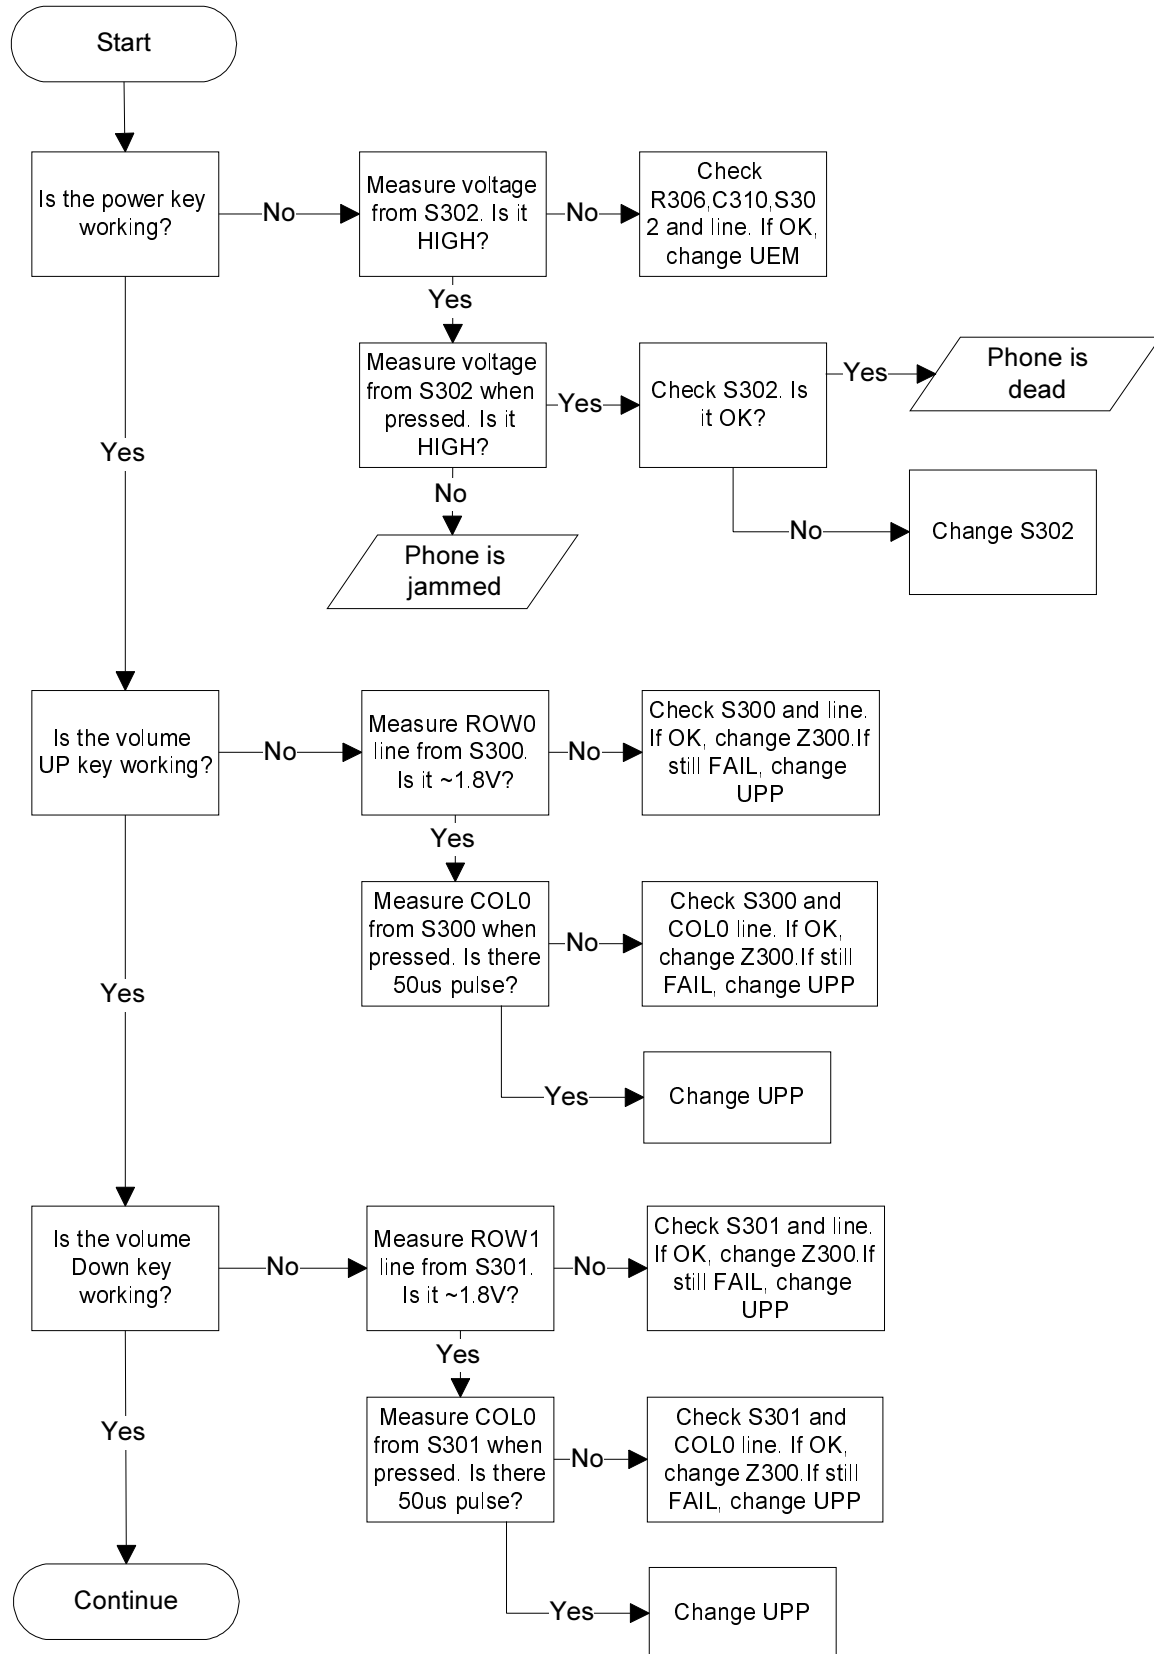 Start
Is the power key
working?
No
Measure voltage
from S302. Is it
HIGH?
No
Check
R306,C310,S30
2 and line. If OK,
change UEM
Yes
Measure voltage
from S302 when
pressed. Is it
HIGH?
Yes
Check S302. Is
it OK?
Yes
Phone is
dead
No
Change S302
No
Phone is
jammed
Yes
Is the volume
UP key working?
No
Measure ROW0
line from S300.
Is it ~1.8V?
No
Check S300 and line.
If OK, change Z300.If
still FAIL, change
UPP
Yes
Measure COL0
from S300 when
pressed. Is there
50us pulse?
No
Check S300 and
COL0 line. If OK,
change Z300.If still
FAIL, change UPP
Yes
Change UPP
Yes
Is the volume
Down key
working?
No
Measure ROW1
line from S301.
Is it ~1.8V?
No
Check S301 and line.
If OK, change Z300.If
still FAIL, change
UPP
Yes
Measure COL0
from S301 when
pressed. Is there
50us pulse?
No
Check S301 and
COL0 line. If OK,
change Z300.If still
FAIL, change UPP
Yes
Change UPP
Yes
Continue